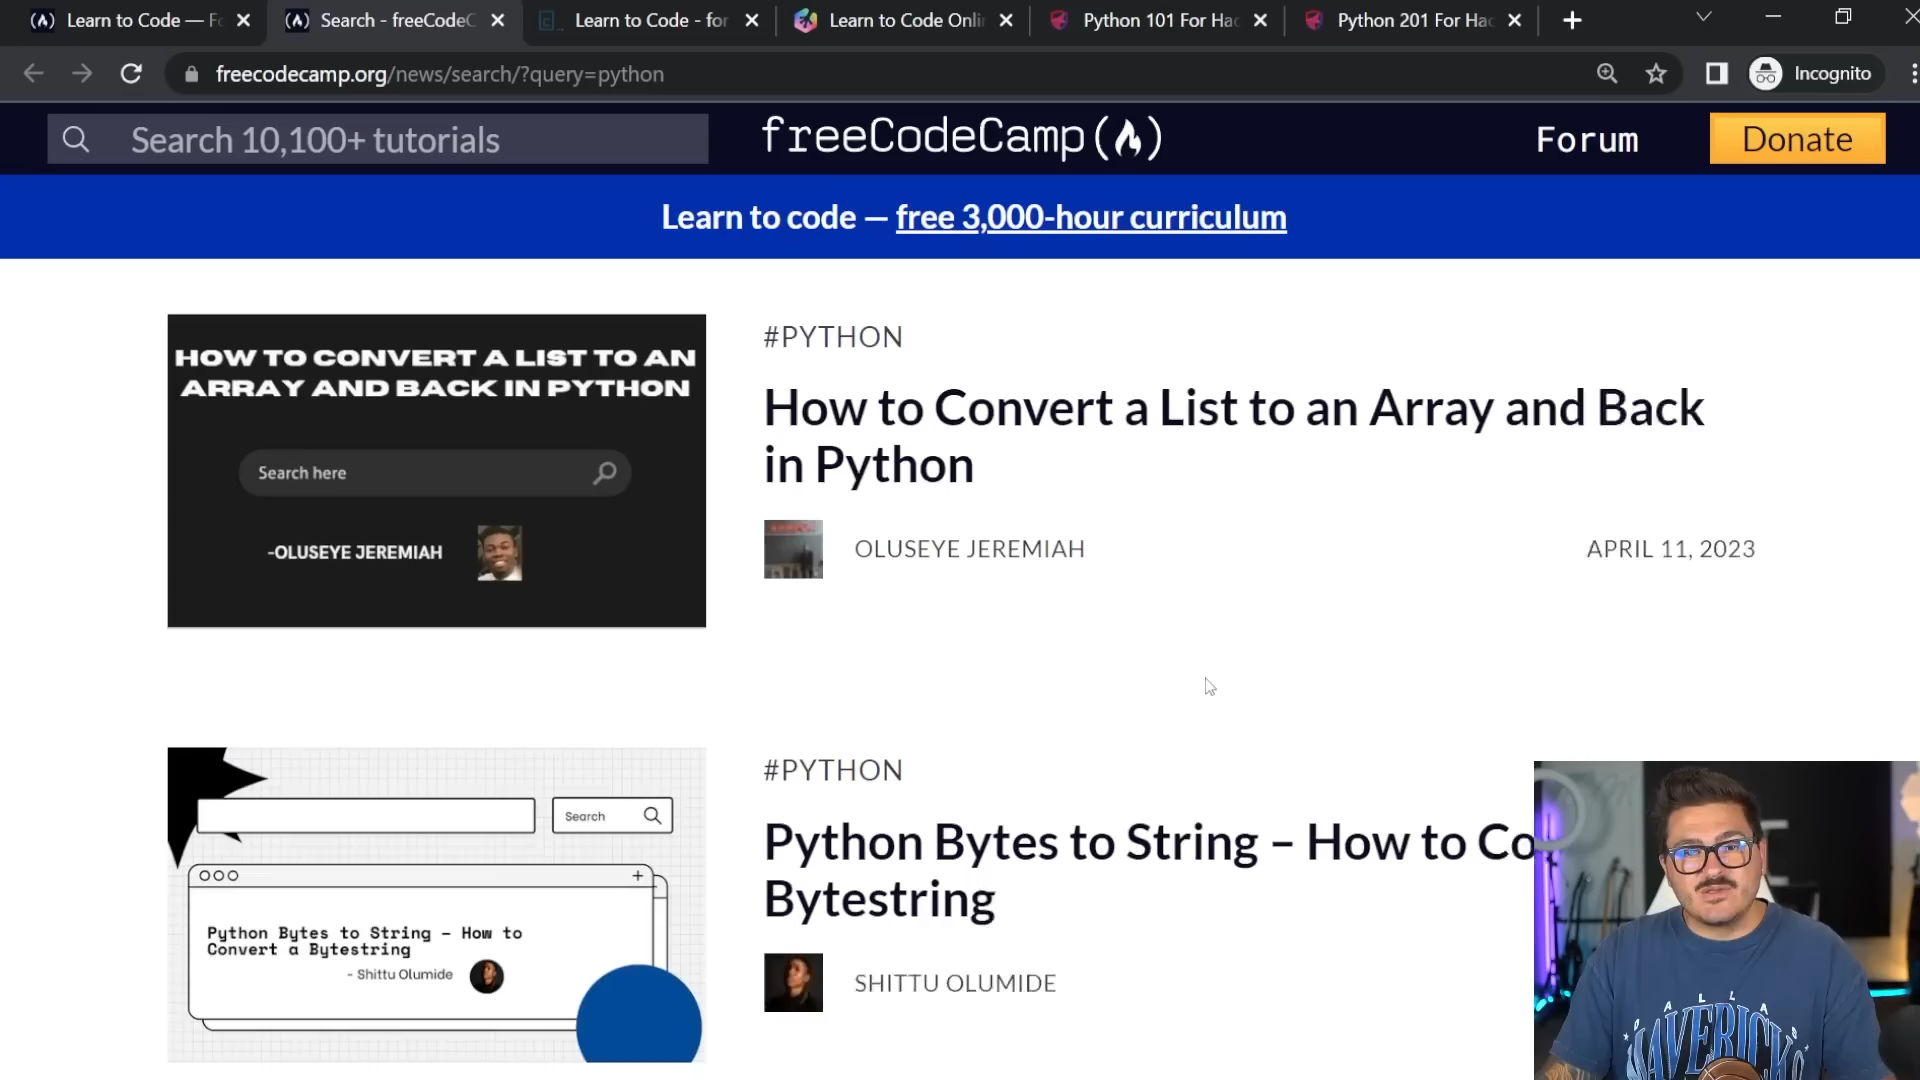 Learn to Code — F
Search - freeCodeC
Learn to Code - for
Learn to Code Onli
Python 101 For Hac
Python 201 For Hac
freecodecamp.org/news/search/?query=python
Incognito
Search 10,100+ tutorials
freeCodeCamp
Forum
Donate
Learn to code — free 3,000-hour curriculum
HOW TO CONVERT A LIST TO AN
ARRAY AND BACK IN PYTHON
Search here
-OLUSEYE JEREMIAH
#PYTHON
How to Convert a List to an Array and Back
in Python
OLUSEYE JEREMIAH
APRIL 11, 2023
Search
Python Bytes to String – How to
Convert a Bytestring
- Shittu Olumide
#PYTHON
Python Bytes to String – How to Co
Bytestring
SHITTU OLUMIDE
DALLAS
MAVERICKS